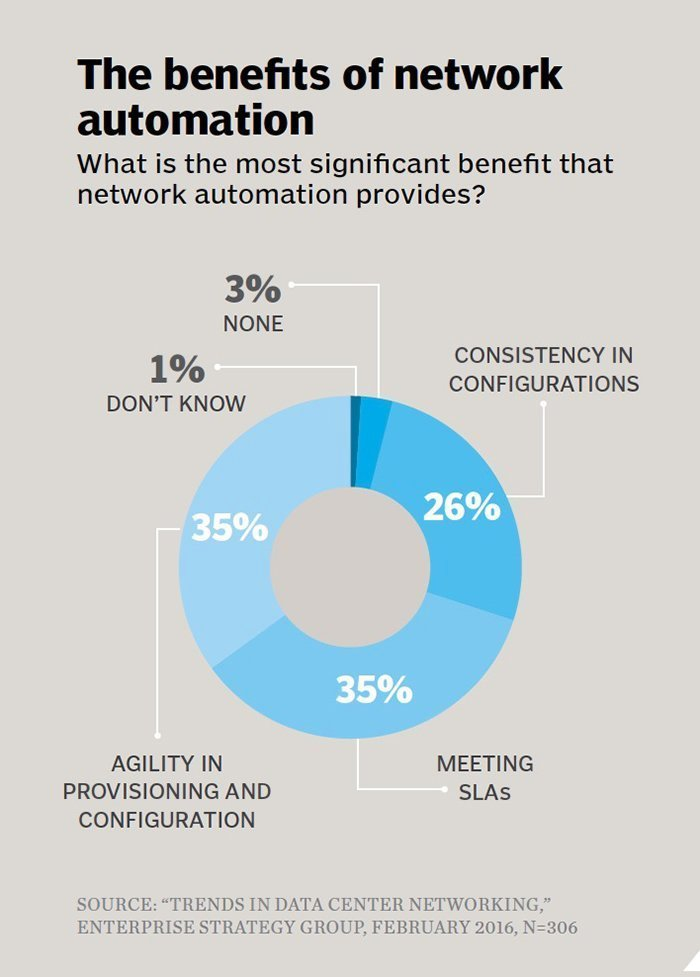 The benefits of network
automation
What is the most significant benefit that
network automation provides?
3%
NONE
1%
DON'T KNOW
CONSISTENCY IN
CONFIGURATIONS
26%
35%
35%
AGILITY IN
PROVISIONING AND
CONFIGURATION
MEETING
SLAs
SOURCE: “TRENDS IN DATA CENTER NETWORKING,”
ENTERPRISE STRATEGY GROUP, FEBRUARY 2016, N=306